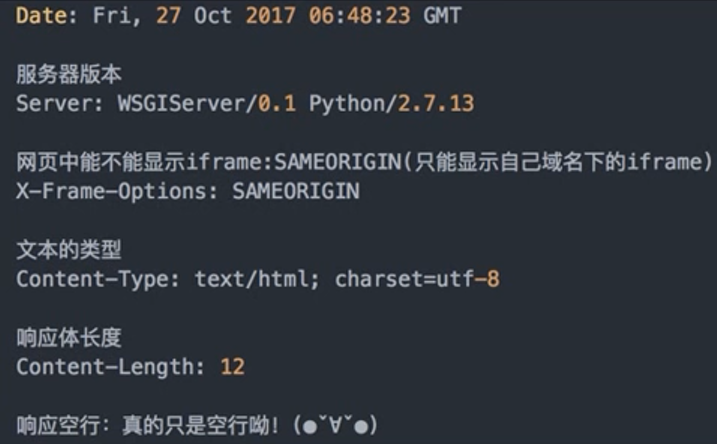 Date: Fri, 27 Oct 2017 06:48:23 GMT
服务器版本
Server: WSGIServer/0.1 Python/2.7.13
网页中能不能显示iframe:SAMEORIGIN(只能显示自己域名下的iframe)
X-Frame-Options: SAMEORIGIN
文本的类型
Content-Type: text/html; charset=utf-8
响应体长度
Content-Length: 12
响应空行：真的只是空行呦！(●ˇ∀ˇ●)